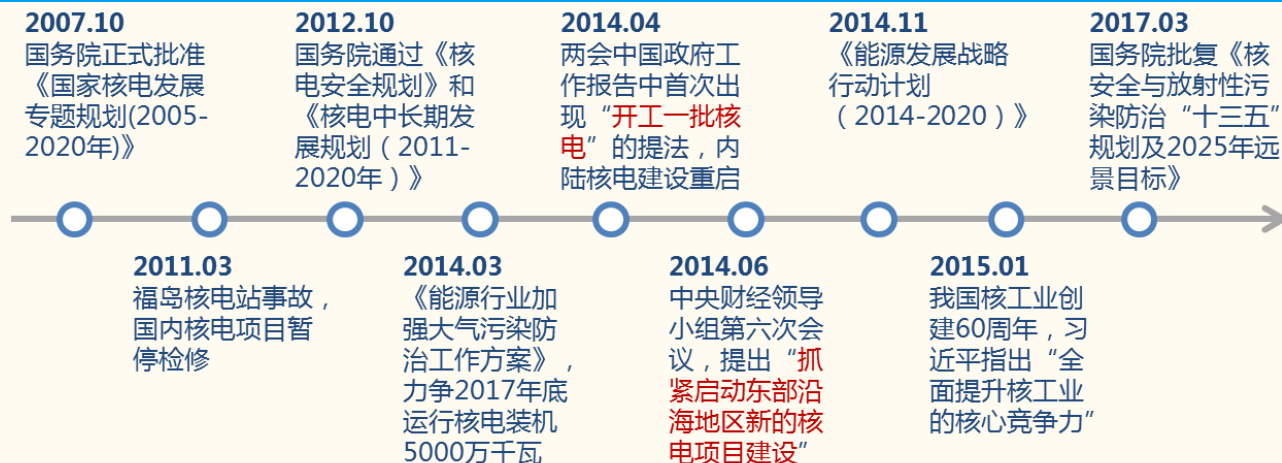 2007.10
国务院正式批准
《国家核电发展
专题规划(2005-
2020年)》
2012.10
国务院通过《核
电安全规划》和
《核电中长期发
展规划（2011-
2020年）》
2014.04
两会中国政府工
作报告中首次出
现“开工一批核
电”的提法，内
陆核电建设重启
2014.11
《能源发展战略
行动计划
（2014-2020）》
2017.03
国务院批复《核
安全与放射性污
染防治“十三五”
规划及2025年远
景目标》
2011.03
福岛核电站事故，
国内核电项目暂
停检修
2014.03
《能源行业加
强大气污染防
治工作方案》，
力争2017年底
运行核电装机
5000万千瓦
2014.06
中央财经领导
小组第六次会
议，提出“抓
紧启动东部沿
海地区新的核
电项目建设”
2015.01
我国核工业创
建60周年，习
近平指出“全
面提升核工业
的核心竞争力”